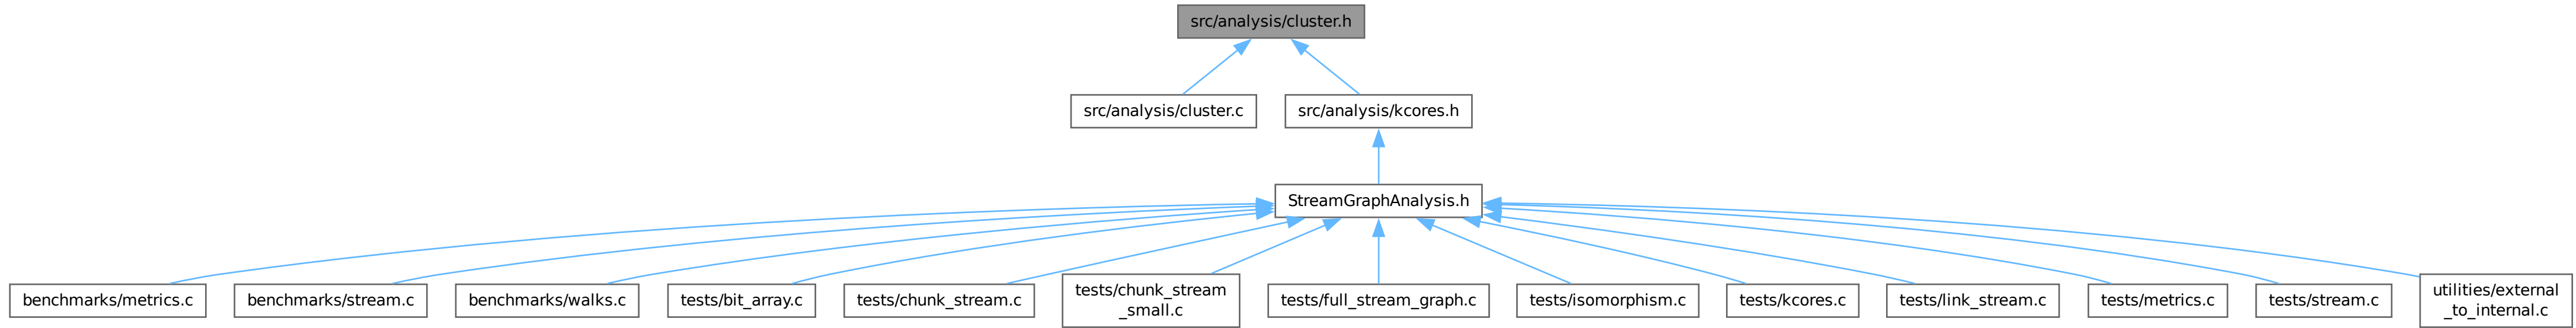 src/analysis/cluster.h
src/analysis/cluster.c
src/analysis/kcores.h
StreamGraphAnalysis.h
benchmarks/metrics.c
benchmarks/stream.c
benchmarks/walks.c
tests/bit_array.c
tests/chunk_stream.c
tests/chunk_stream
_small.c
tests/full_stream_graph.c
tests/isomorphism.c
tests/kcores.c
tests/link_stream.c
tests/metrics.c
tests/stream.c
utilities/external
_to_internal.c